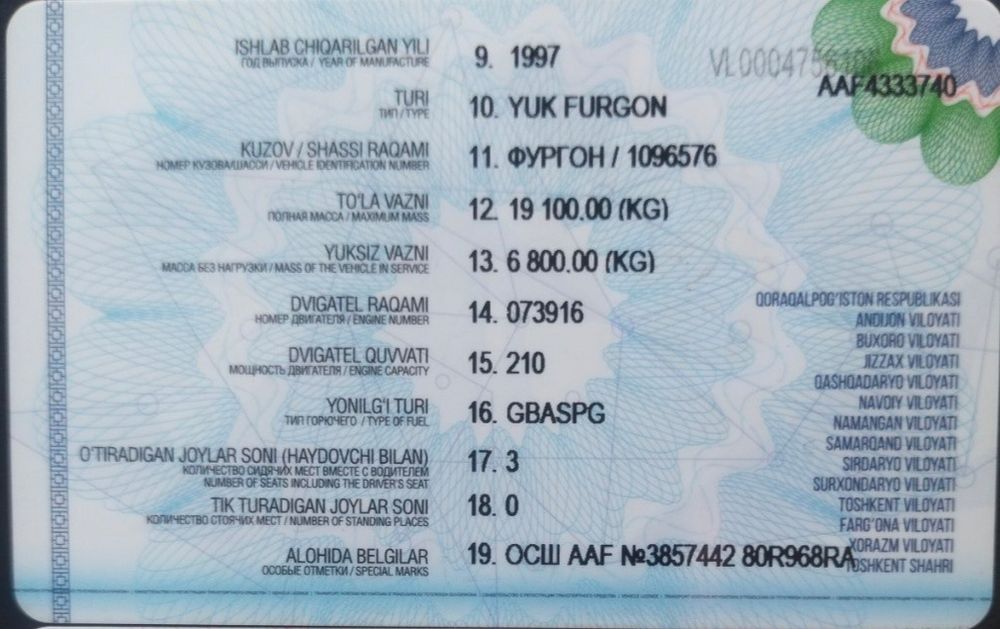 ISHLAB CHIQARILGAN YILI
ГОД ВЫПУСКА / YEAR OF MANUFACTURE
9. 1997
AAF4333740
TURI
ТИП / TYPE
10. YUK FURGON
KUZOV / SHASSI RAQAMI
НОМЕР КУЗОВА/ШАССИ / VEHICLE IDENTIFICATION NUMBER
11. ФУРГОН / 1096576
TO'LA VAZNI
ПОЛНАЯ МАССА / MAXIMUM MASS
12. 19 100.00 (KG)
YUKSIZ VAZNI
МАССА БЕЗ НАГРУЗКИ / MASS OF THE VEHICLE IN SERVICE
13. 6 800.00 (KG)
DVIGATEL RAQAMI
НОМЕР ДВИГАТЕЛЯ / ENGINE NUMBER
14. 073916
DVIGATEL QUVVATI
МОЩНОСТЬ ДВИГАТЕЛЯ / ENGINE CAPACITY
15. 210
YONILG'I TURI
ТИП ГОРЮЧЕГО / TYPE OF FUEL
16. GBASPG
O'TIRADIGAN JOYLAR SONI (HAYDOVCHI BILAN)
КОЛИЧЕСТВО СИДЯЧИХ МЕСТ ВМЕСТЕ С ВОДИТЕЛЕМ
NUMBER OF SEATS INCLUDING THE DRIVER'S SEAT
17. 3
TIK TURADIGAN JOYLAR SONI
КОЛИЧЕСТВО СТОЯЧИХ МЕСТ / NUMBER OF STANDING PLACES
18. 0
ALOHIDA BELGILAR
ОСОБЫЕ ОТМЕТКИ / SPECIAL MARKS
19. ОСШ AAF №3857442 80R968RA
QORAQALPOG'ISTON RESPUBLIKASI
ANDIJON VILOYATI
BUXORO VILOYATI
JIZZAX VILOYATI
QASHQADARYO VILOYATI
NAVOIY VILOYATI
NAMANGAN VILOYATI
SAMARQAND VILOYATI
SIRDARYO VILOYATI
SURXONDARYO VILOYATI
TOSHKENT VILOYATI
FARG'ONA VILOYATI
XORAZM VILOYATI
TOSHKENT SHAHRI